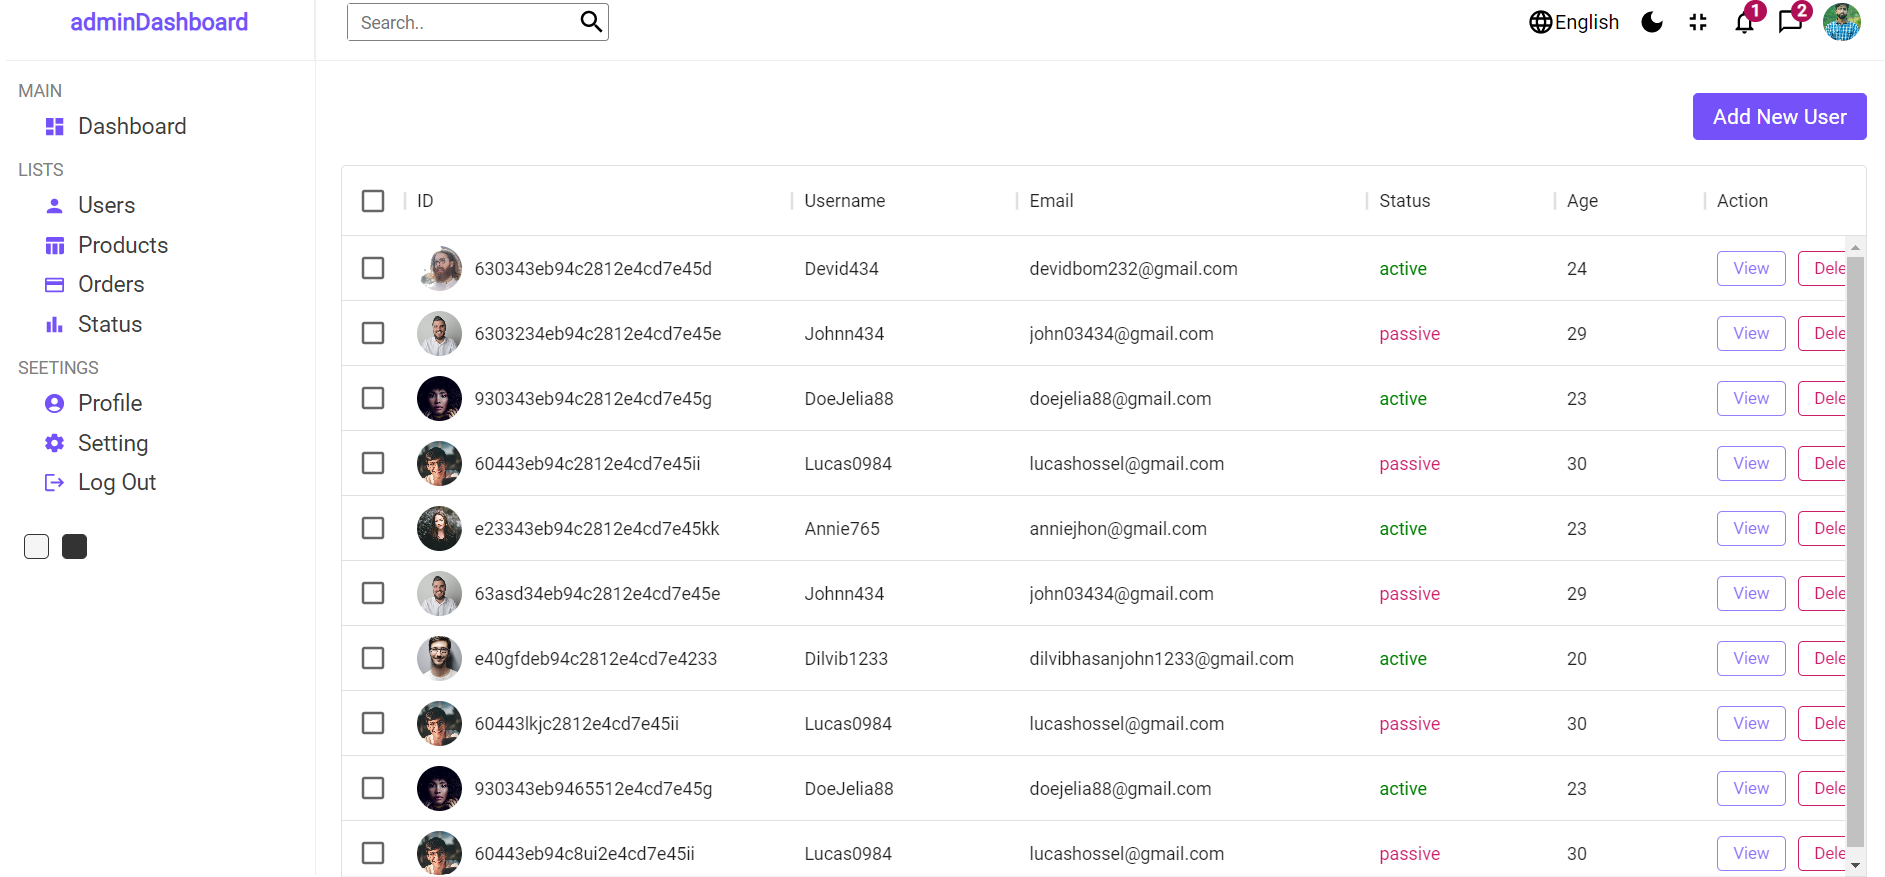 adminDashboard
Search..
English
1
2
MAIN
Dashboard
LISTS
Users
Products
Orders
Status
SEETINGS
Profile
Setting
Log Out
Add New User
ID Username Email Status Age Action
630343eb94c2812e4cd7e45d Devid434 devidbom232@gmail.com active 24 View Dele
6303234eb94c2812e4cd7e45e Johnn434 john03434@gmail.com passive 29 View Dele
930343eb94c2812e4cd7e45g DoeJelia88 doejelia88@gmail.com active 23 View Dele
60443eb94c2812e4cd7e45ii Lucas0984 lucashossel@gmail.com passive 30 View Dele
e23343eb94c2812e4cd7e45kk Annie765 anniejhon@gmail.com active 23 View Dele
63asd34eb94c2812e4cd7e45e Johnn434 john03434@gmail.com passive 29 View Dele
e40gfdeb94c2812e4cd7e4233 Dilvib1233 dilvibhasanjohn1233@gmail.com active 20 View Dele
60443lkjc2812e4cd7e45ii Lucas0984 lucashossel@gmail.com passive 30 View Dele
930343eb9465512e4cd7e45g DoeJelia88 doejelia88@gmail.com active 23 View Dele
60443eb94c8ui2e4cd7e45ii Lucas0984 lucashossel@gmail.com passive 30 View Dele